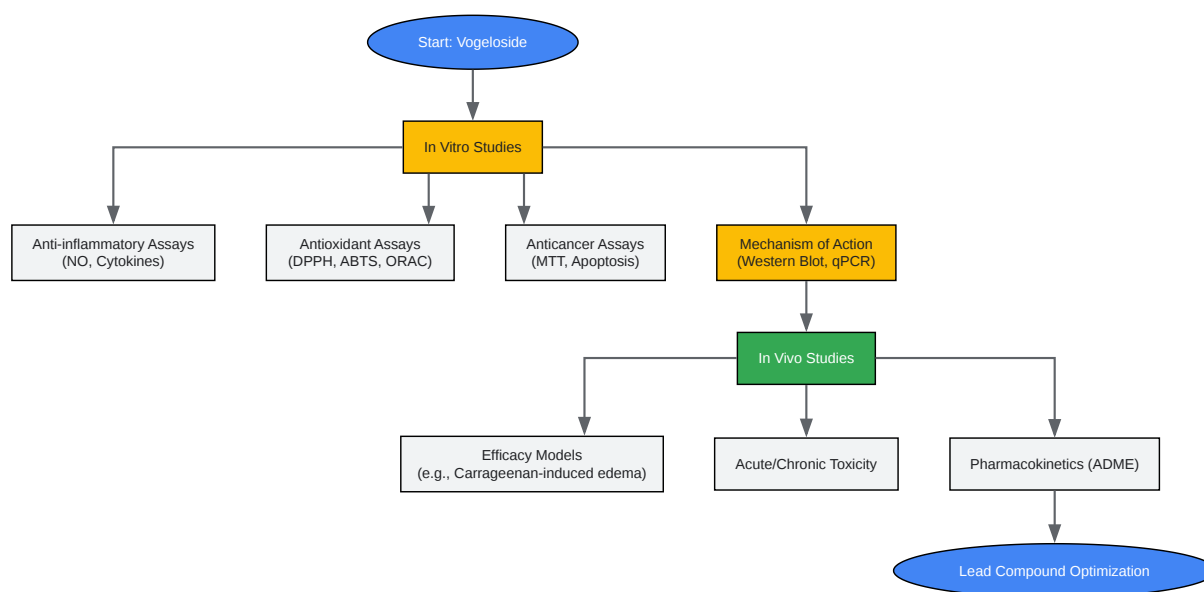 Start: Vogeloside
In Vitro Studies
Anti-inflammatory Assays
(NO, Cytokines)
Antioxidant Assays
(DPPH, ABTS, ORAC)
Anticancer Assays
(MTT, Apoptosis)
Mechanism of Action
(Western Blot, qPCR)
In Vivo Studies
Efficacy Models
(e.g., Carrageenan-induced edema)
Acute/Chronic Toxicity
Pharmacokinetics (ADME)
Lead Compound Optimization